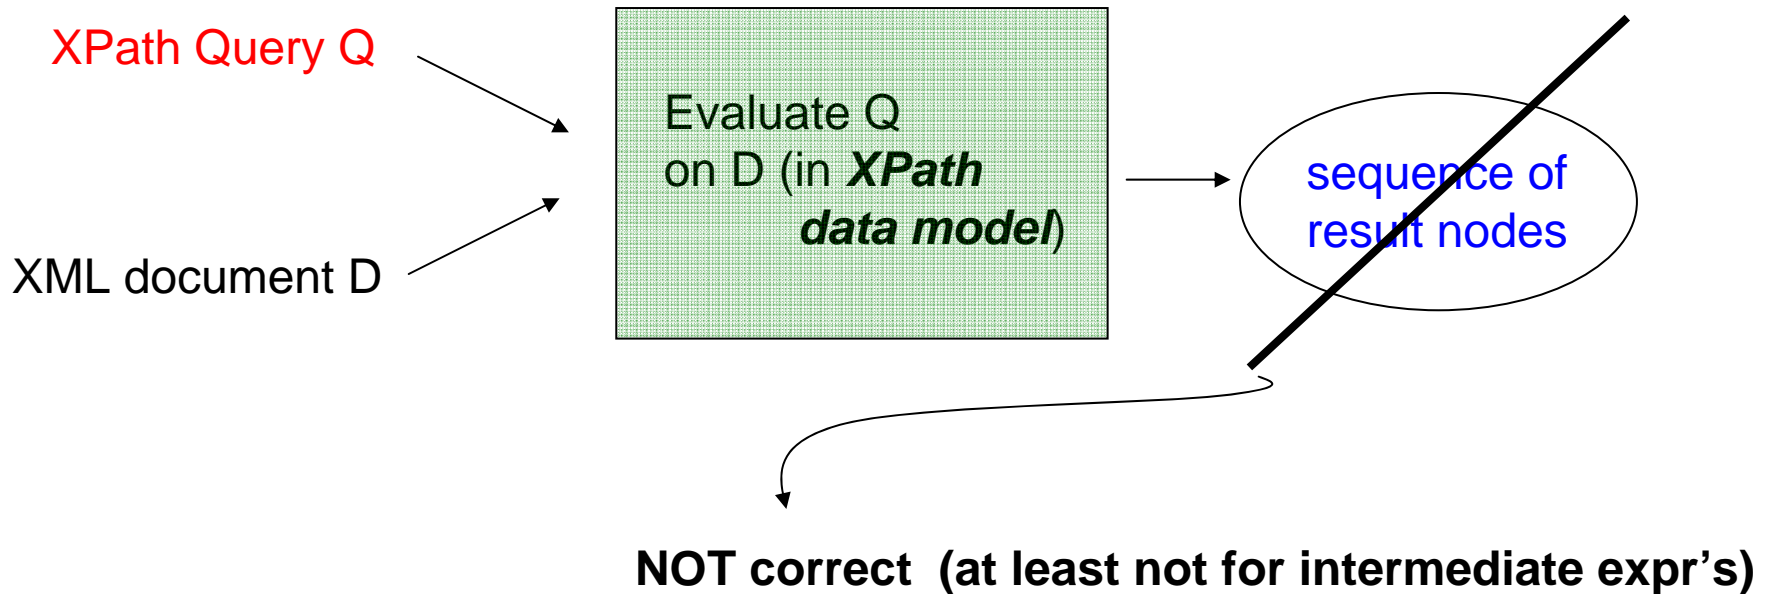 XPath Query Q
XML document D
Evaluate Q
on D (in XPath
data model)
sequence of
result nodes
NOT correct (at least not for intermediate expr's)